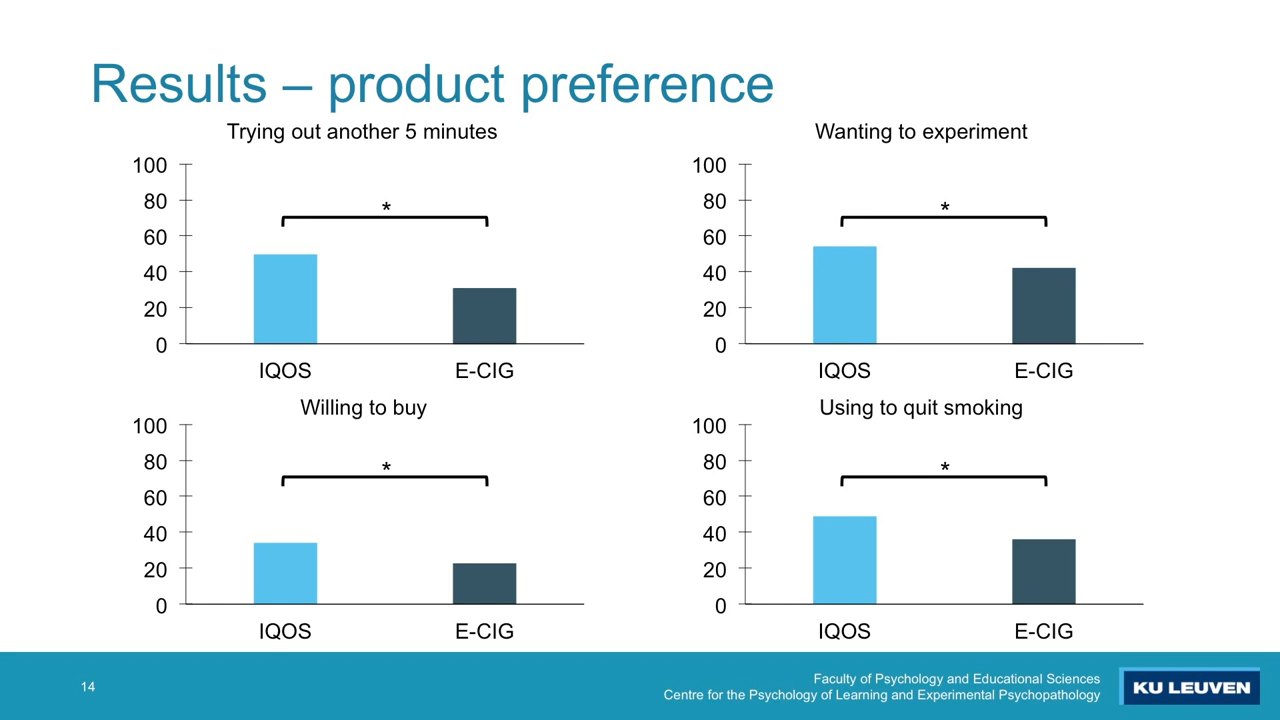 Results – product preference
Trying out another 5 minutes
100
80
60
40
20
0
*
IQOS E-CIG
Wanting to experiment
100
80
60
40
20
0
*
IQOS E-CIG
Willing to buy
100
80
60
40
20
0
*
IQOS E-CIG
Using to quit smoking
100
80
60
40
20
0
*
IQOS E-CIG
14
Faculty of Psychology and Educational Sciences
Centre for the Psychology of Learning and Experimental Psychopathology
KU LEUVEN